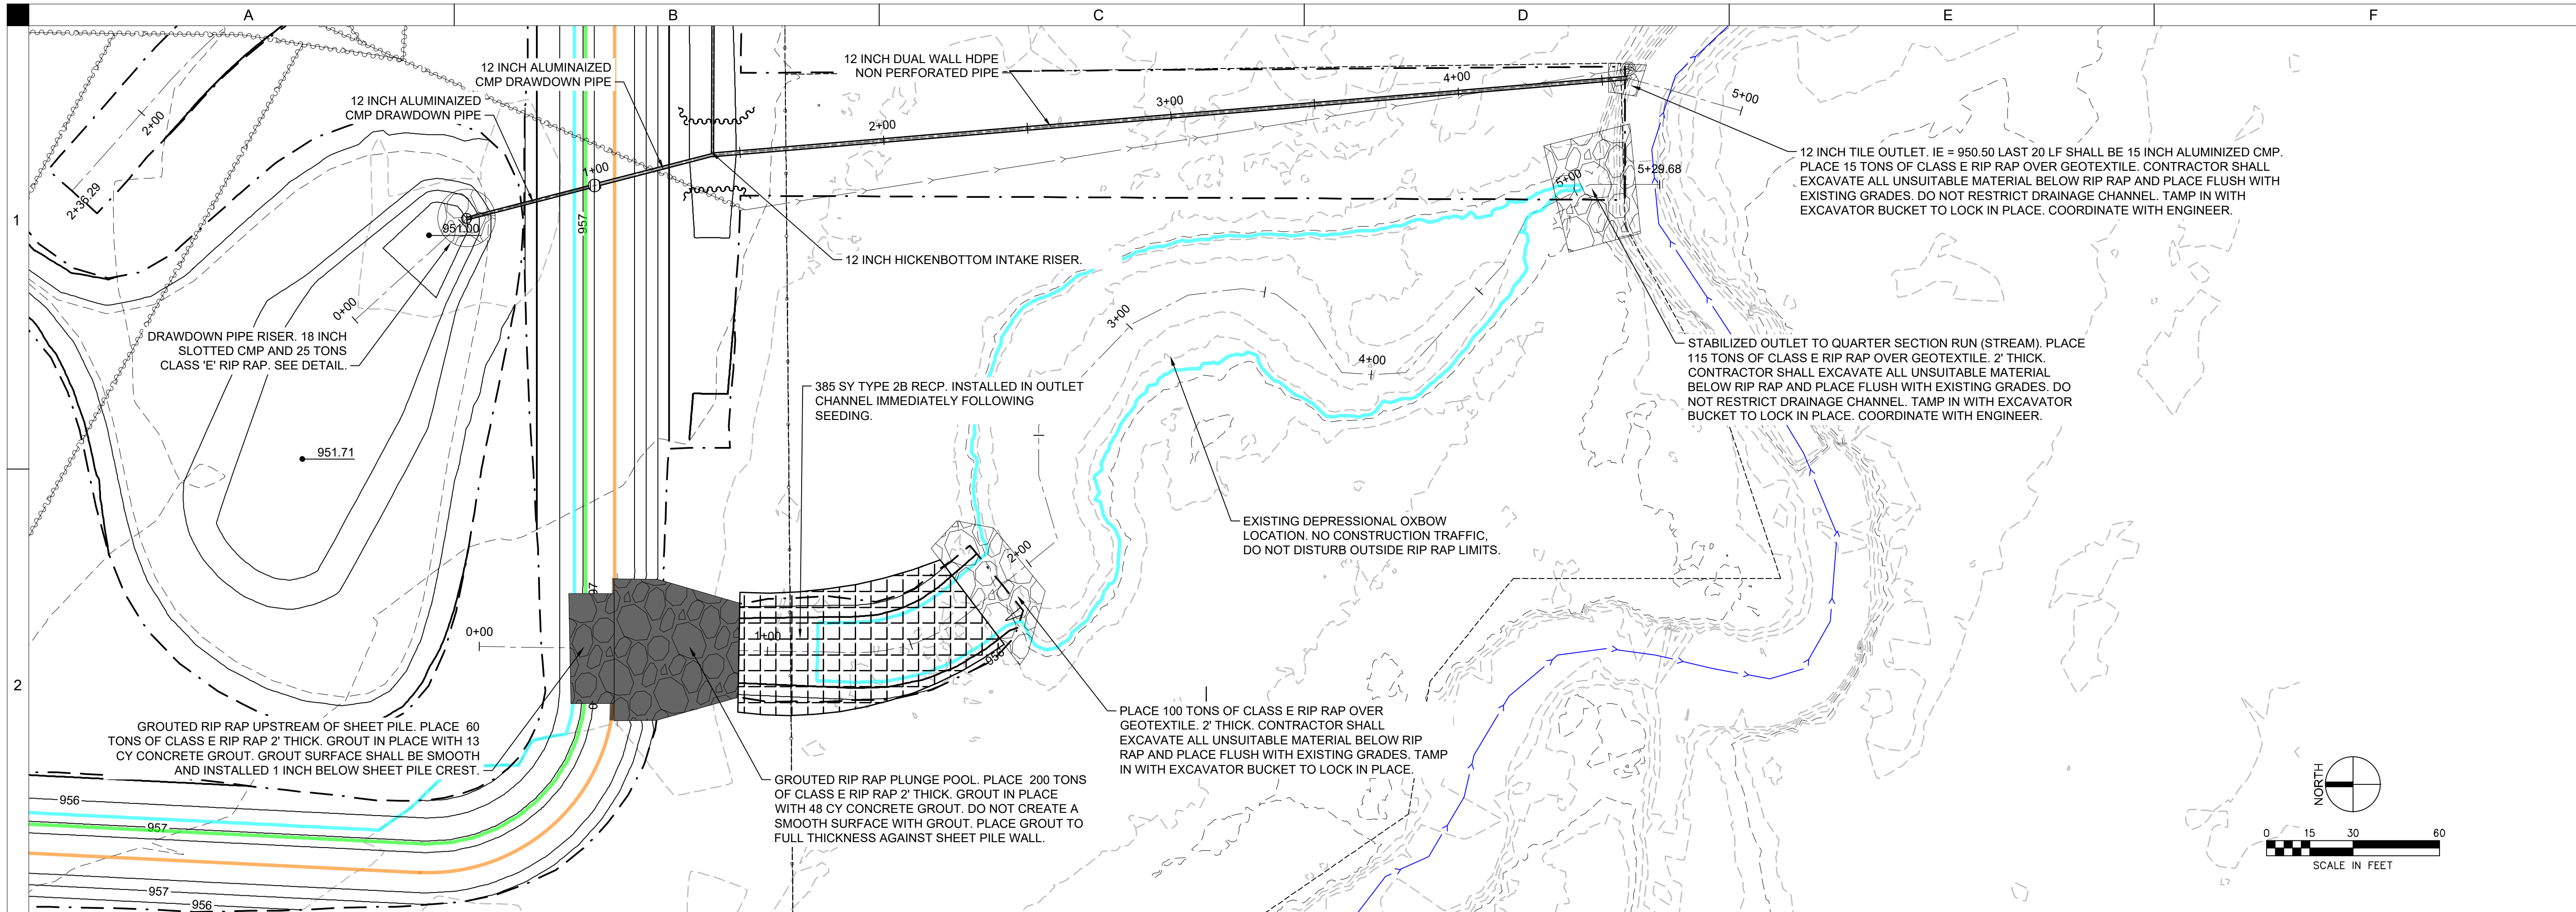 A
B
C
D
E
F
1
2
12 INCH ALUMINAIZED
CMP DRAWDOWN PIPE
12 INCH ALUMINAIZED
CMP DRAWDOWN PIPE
12 INCH DUAL WALL HDPE
NON PERFORATED PIPE
2+00
2+36.29
0+00
951.00
951.71
1+00
957
2+00
3+00
4+00
5+00
12 INCH TILE OUTLET. IE = 950.50 LAST 20 LF SHALL BE 15 INCH ALUMINIZED CMP.
PLACE 15 TONS OF CLASS E RIP RAP OVER GEOTEXTILE. CONTRACTOR SHALL
EXCAVATE ALL UNSUITABLE MATERIAL BELOW RIP RAP AND PLACE FLUSH WITH
EXISTING GRADES. DO NOT RESTRICT DRAINAGE CHANNEL. TAMP IN WITH
EXCAVATOR BUCKET TO LOCK IN PLACE. COORDINATE WITH ENGINEER.
5+00
5+29.68
12 INCH HICKENBOTTOM INTAKE RISER.
3+00
4+00
DRAWDOWN PIPE RISER. 18 INCH
SLOTTED CMP AND 25 TONS
CLASS 'E' RIP RAP. SEE DETAIL.
STABILIZED OUTLET TO QUARTER SECTION RUN (STREAM). PLACE
115 TONS OF CLASS E RIP RAP OVER GEOTEXTILE. 2' THICK.
CONTRACTOR SHALL EXCAVATE ALL UNSUITABLE MATERIAL
BELOW RIP RAP AND PLACE FLUSH WITH EXISTING GRADES. DO
NOT RESTRICT DRAINAGE CHANNEL. TAMP IN WITH EXCAVATOR
BUCKET TO LOCK IN PLACE. COORDINATE WITH ENGINEER.
385 SY TYPE 2B RECP. INSTALLED IN OUTLET
CHANNEL IMMEDIATELY FOLLOWING
SEEDING.
EXISTING DEPRESSIONAL OXBOW
LOCATION. NO CONSTRUCTION TRAFFIC,
DO NOT DISTURB OUTSIDE RIP RAP LIMITS.
2+00
0+00
1+00
GROUTED RIP RAP UPSTREAM OF SHEET PILE. PLACE 60
TONS OF CLASS E RIP RAP 2' THICK. GROUT IN PLACE WITH 13
CY CONCRETE GROUT. GROUT SURFACE SHALL BE SMOOTH
AND INSTALLED 1 INCH BELOW SHEET PILE CREST.
PLACE 100 TONS OF CLASS E RIP RAP OVER
GEOTEXTILE. 2' THICK. CONTRACTOR SHALL
EXCAVATE ALL UNSUITABLE MATERIAL BELOW RIP
RAP AND PLACE FLUSH WITH EXISTING GRADES. TAMP
IN WITH EXCAVATOR BUCKET TO LOCK IN PLACE.
GROUTED RIP RAP PLUNGE POOL. PLACE 200 TONS
OF CLASS E RIP RAP 2' THICK. GROUT IN PLACE
WITH 48 CY CONCRETE GROUT. DO NOT CREATE A
SMOOTH SURFACE WITH GROUT. PLACE GROUT TO
FULL THICKNESS AGAINST SHEET PILE WALL.
956
957
957
956
NORTH
0 15 30 60
SCALE IN FEET